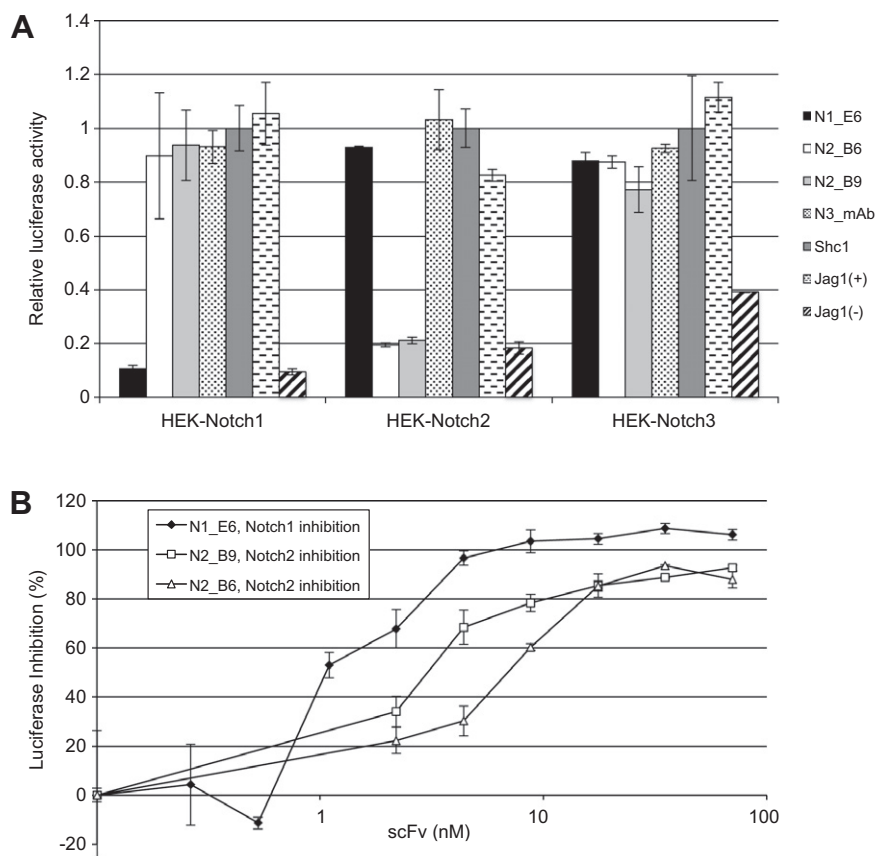 A
1.4
1.2
1
0.8
0.6
0.4
0.2
0
Relative luciferase activity
HEK-Notch1 HEK-Notch2 HEK-Notch3
N1_E6
N2_B6
N2_B9
N3_mAb
Shc1
Jag1(+)
Jag1(-)
B
120
100
80
60
40
20
0
-20
Luciferase Inhibition (%)
N1_E6, Notch1 inhibition
N2_B9, Notch2 inhibition
N2_B6, Notch2 inhibition
1 10 100
scFv (nM)